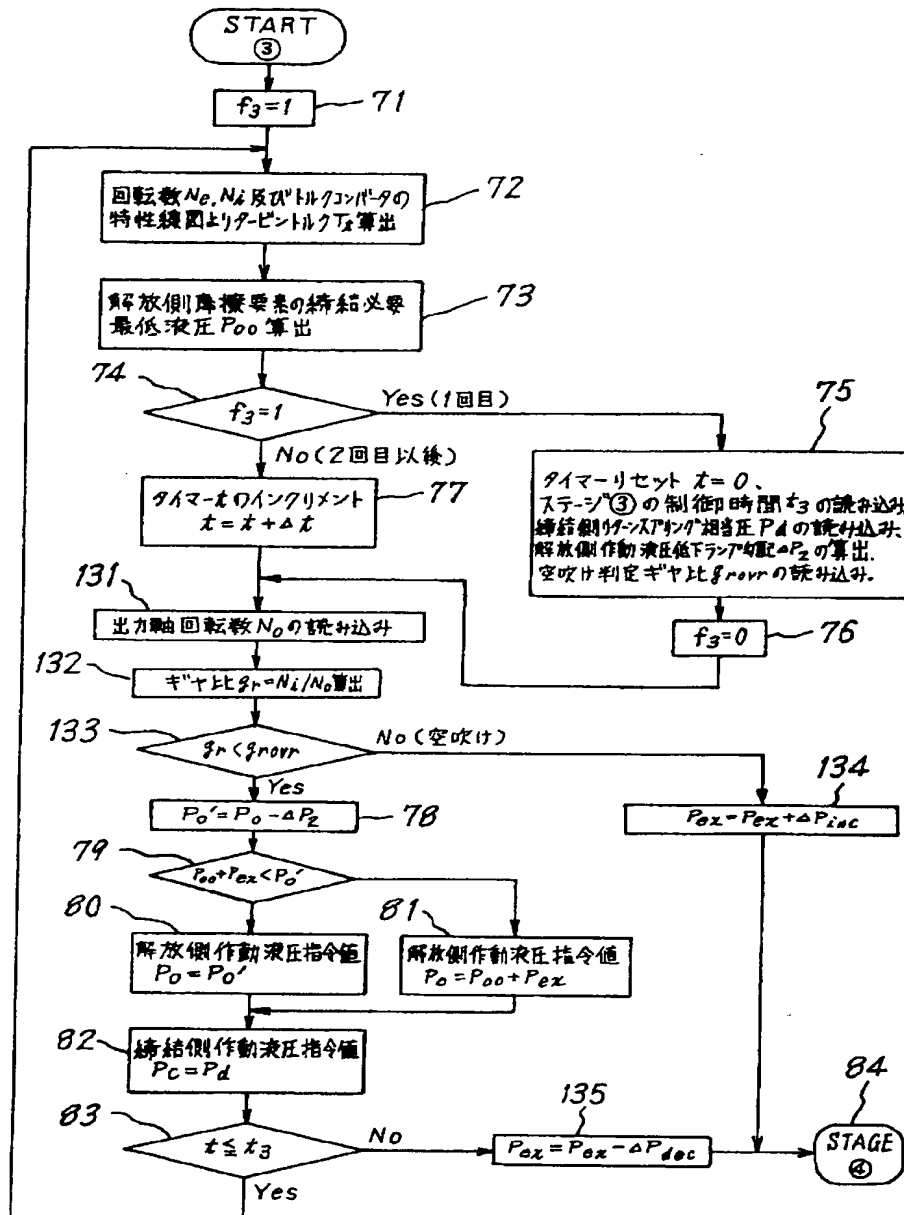 START
③
f₃=1
71
回転数Ne,Ni及びトルクコンバータの
特性線図よりタービントルクTt算出
72
解放側摩擦要素の締結必要
最低液圧Poo算出
73
74
f₃=1
Yes(1回目)
No(2回目以後)
75
タイマーリセット t=0、
ステージ③の制御時間t₃の読み込み
締結側リターンスプリング相当圧Pdの読み込み、
解放側作動液圧低下ランプ勾配ΔP₂の算出、
空吹け判定ギヤ比grovrの読み込み。
タイマーtのインクリメント
t=t+Δt
77
f₃=0
76
131
出力軸回転数Noの読み込み
132
ギヤ比gr=Ni/No算出
133
gr<grovr
No(空吹け)
Yes
134
Pex=Pex+ΔPinc
Po'=Po-ΔP₂
78
79
Poo+Pex<Po'
80
解放側作動液圧指令値
Po=Po'
81
解放側作動液圧指令値
Po=Poo+Pex
82
締結側作動液圧指令値
Pc=Pd
83
t≦t₃
No
Yes
135
Pex=Pex-ΔPdec
84
STAGE
④